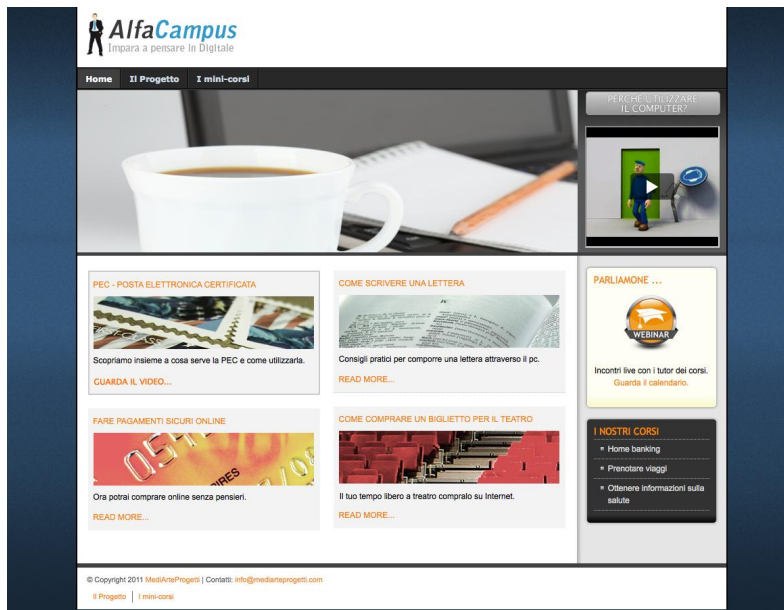 AlfaCampus
Impara a pensare in Digitale
Home
Il Progetto
I mini-corsi
PERCHÈ UTILIZZARE
IL COMPUTER?
PEC - POSTA ELETTRONICA CERTIFICATA
Scopriamo insieme a cosa serve la PEC e come utilizzarla.
GUARDA IL VIDEO...
COME SCRIVERE UNA LETTERA
Consigli pratici per comporre una lettera attraverso il pc.
READ MORE...
FARE PAGAMENTI SICURI ONLINE
Ora potrai comprare online senza pensieri.
READ MORE...
COME COMPRARE UN BIGLIETTO PER IL TEATRO
Il tuo tempo libero a treatro compralo su Internet.
READ MORE...
PARLIAMONE ...
WEBINAR
Incontri live con i tutor dei corsi.
Guarda il calendario.
I NOSTRI CORSI
Home banking
Prenotare viaggi
Ottenere informazioni sulla
salute
© Copyright 2011 MediArteProgetti | Contatti: info@mediarteprogetti.com
Il Progetto
I mini-corsi